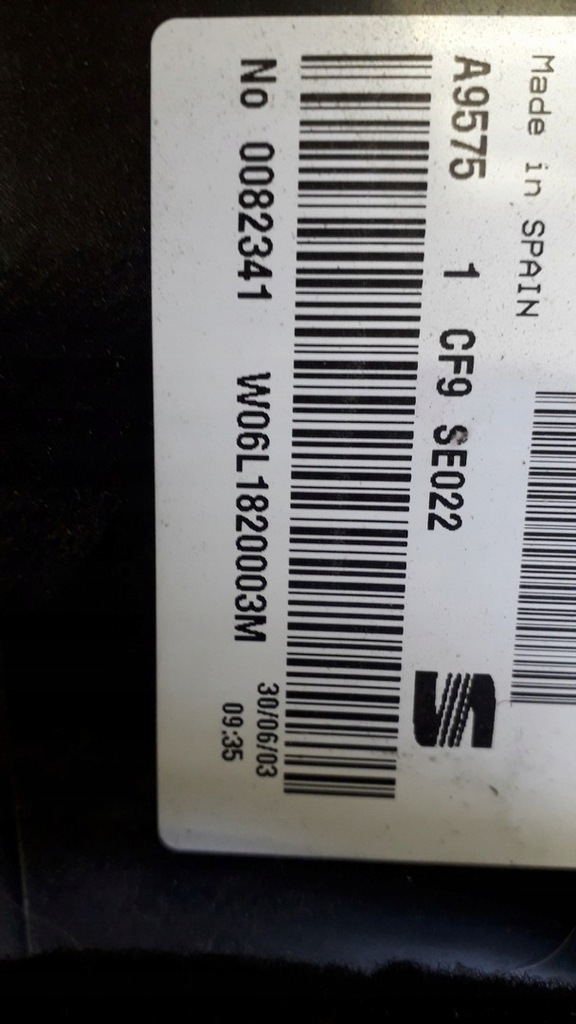 Made in SPAIN
A9575 1 CF9 SE022
No 0082341 W06L1820003M
30/06/03
09:35